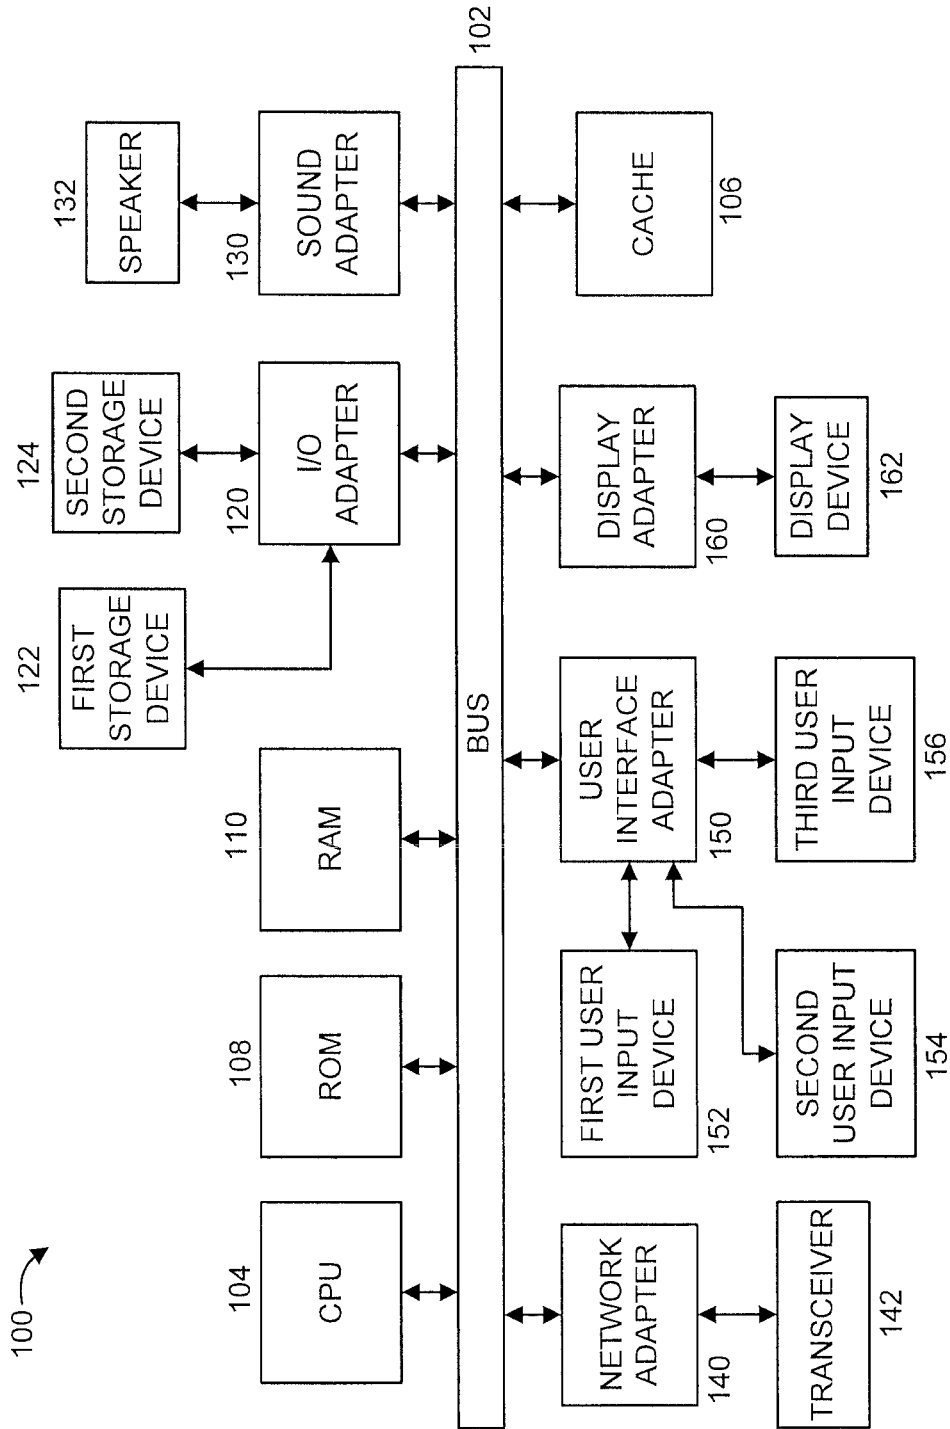 100
104
CPU
108
ROM
110
RAM
122
FIRST
STORAGE
DEVICE
124
SECOND
STORAGE
DEVICE
120
I/O
ADAPTER
132
SPEAKER
130
SOUND
ADAPTER
BUS
102
NETWORK
ADAPTER
140
TRANSCEIVER
142
FIRST USER
INPUT
DEVICE
152
SECOND
USER INPUT
DEVICE
154
USER
INTERFACE
ADAPTER
150
THIRD USER
INPUT
DEVICE
156
DISPLAY
ADAPTER
160
DISPLAY
DEVICE
162
CACHE
106